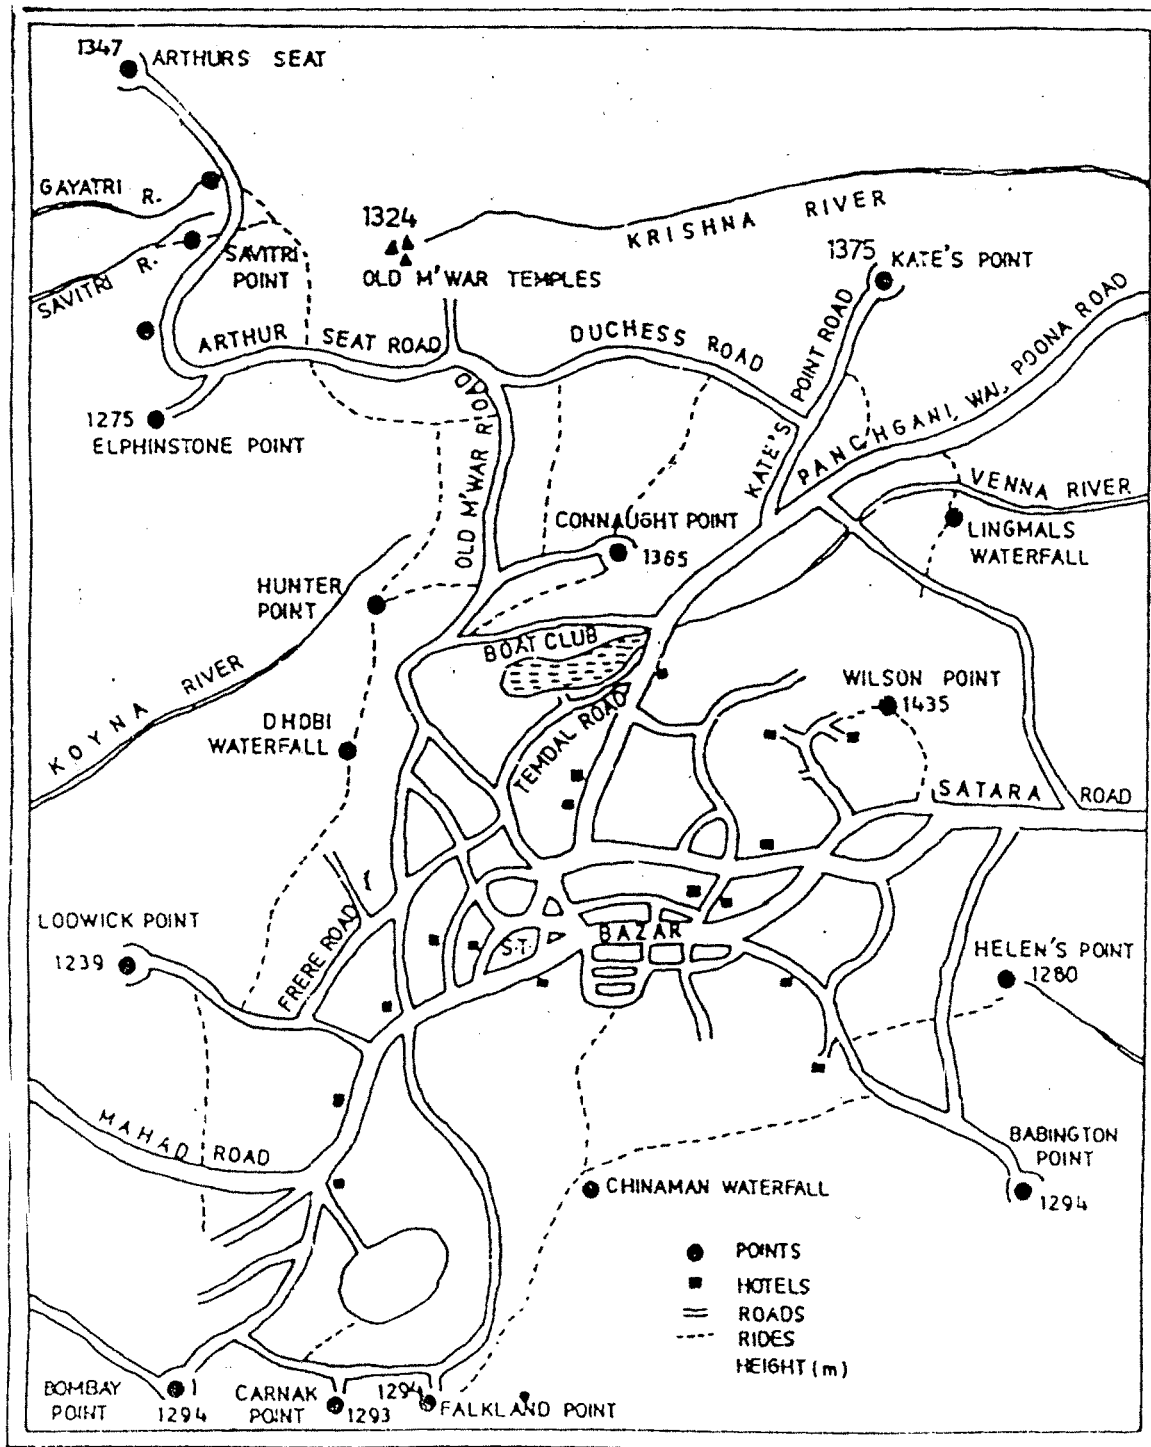 1347
ARTHURS SEAT
GAYATRI R.
SAVITRI R.
SAVITRI
POINT
1324
OLD M'WAR TEMPLES
KRISHNA RIVER
1375
KATE'S POINT
ARTHUR SEAT ROAD
DUCHESS ROAD
KATE'S POINT ROAD
PANCHGANI, WAI, POONA ROAD
1275
ELPHINSTONE POINT
OLD M'WAR ROAD
VENNA RIVER
CONNAUGHT POINT
1365
LINGMALS
WATERFALL
HUNTER
POINT
KOYNA RIVER
BOAT CLUB
WILSON POINT
1435
DHOBI
WATERFALL
TEMDAL ROAD
SATARA ROAD
LODWICK POINT
1239
FRERE ROAD
S.T.
BAZAR
HELEN'S POINT
1280
MAHAD ROAD
BABINGTON
POINT
1294
CHINAMAN WATERFALL
POINTS
HOTELS
ROADS
RIDES
HEIGHT (m)
BOMBAY
POINT
1294
CARNAK
POINT
1293
1294
FALKLAND POINT